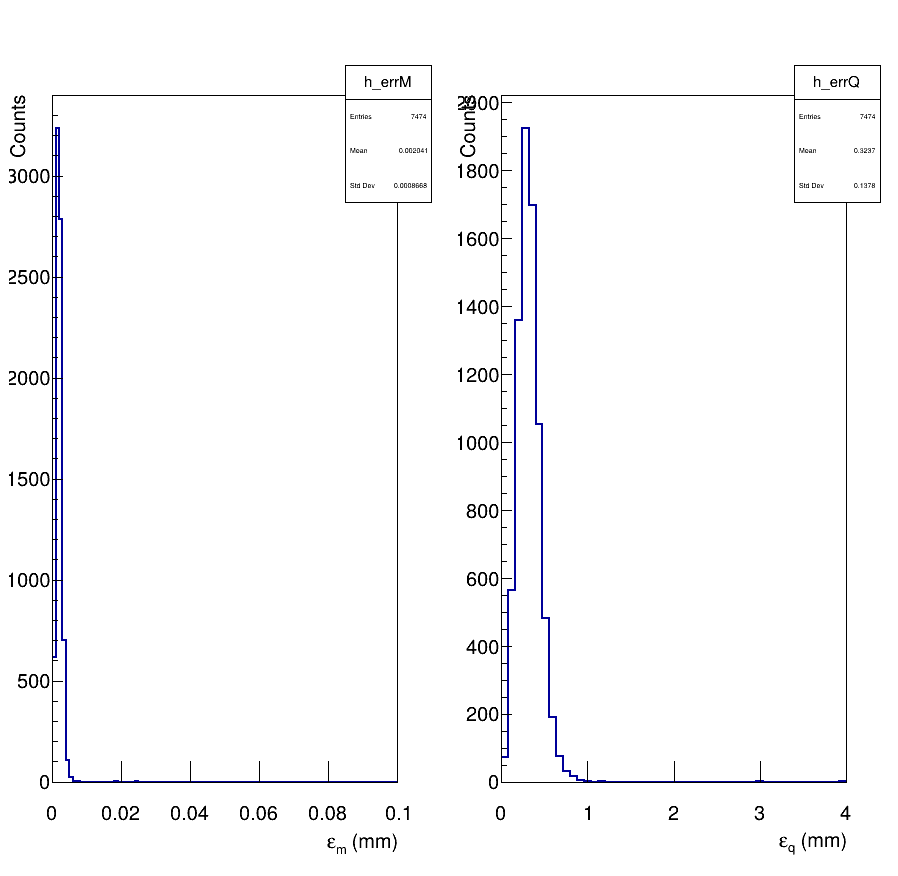 h_errM
Entries 7474
Mean 0.002041
Std Dev 0.0008668
Counts
3000
2500
2000
1500
1000
500
0
0 0.02 0.04 0.06 0.08 0.1
εm (mm)
h_errQ
Entries 7474
Mean 0.3237
Std Dev 0.1378
Counts
2000
1800
1600
1400
1200
1000
800
600
400
200
0
0 1 2 3 4
εq (mm)